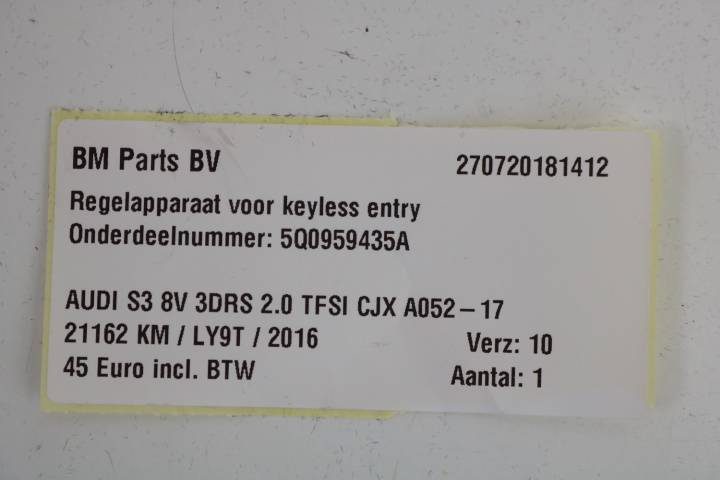 BM Parts BV 270720181412
Regelapparaat voor keyless entry
Onderdeelnummer: 5Q0959435A
AUDI S3 8V 3DRS 2.0 TFSI CJX A052-17
21162 KM / LY9T / 2016 Verz: 10
45 Euro incl. BTW Aantal: 1